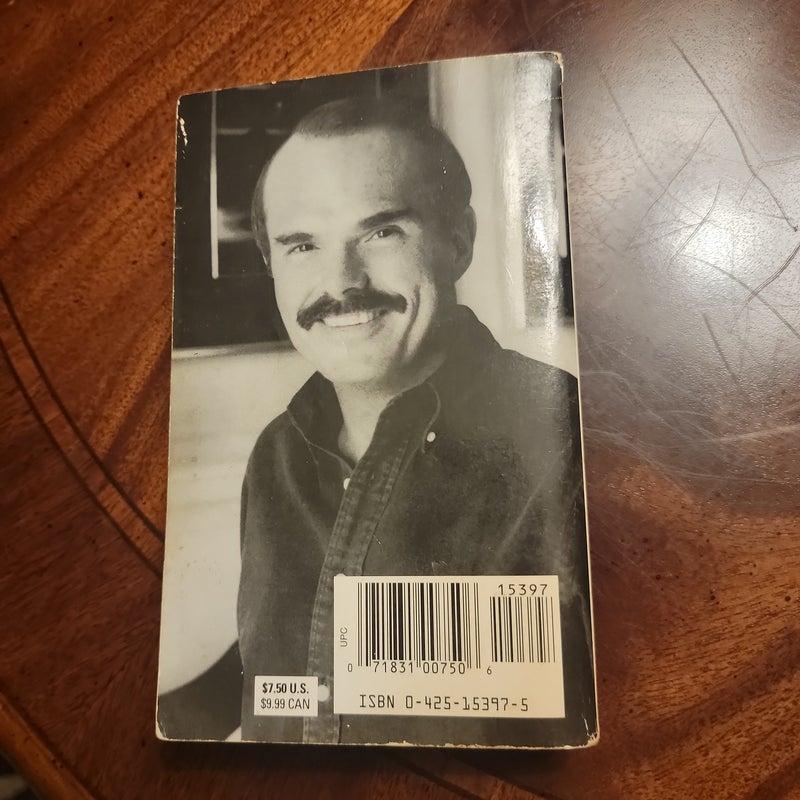 15397
UPC
0 71831 00750 6
$7.50 U.S.
$9.99 CAN
ISBN 0-425-15397-5